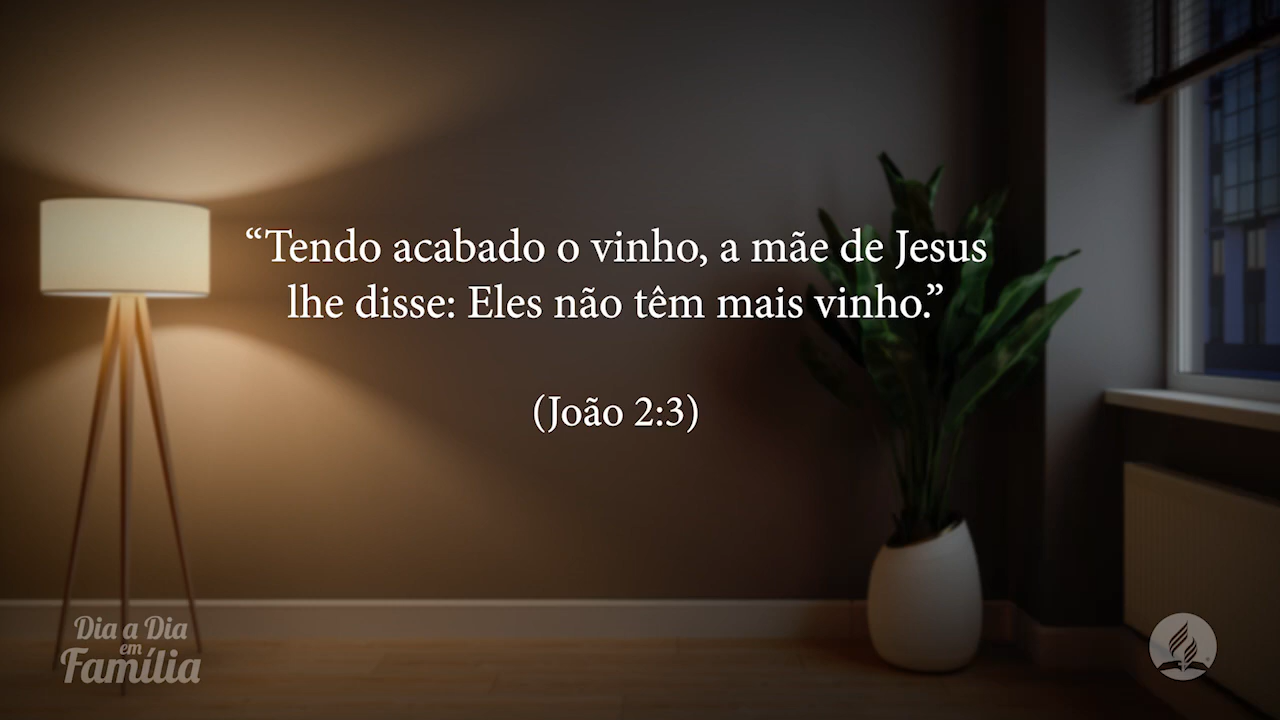 “Tendo acabado o vinho, a mãe de Jesus
lhe disse: Eles não têm mais vinho.”
(João 2:3)
Dia a Dia
em
Família